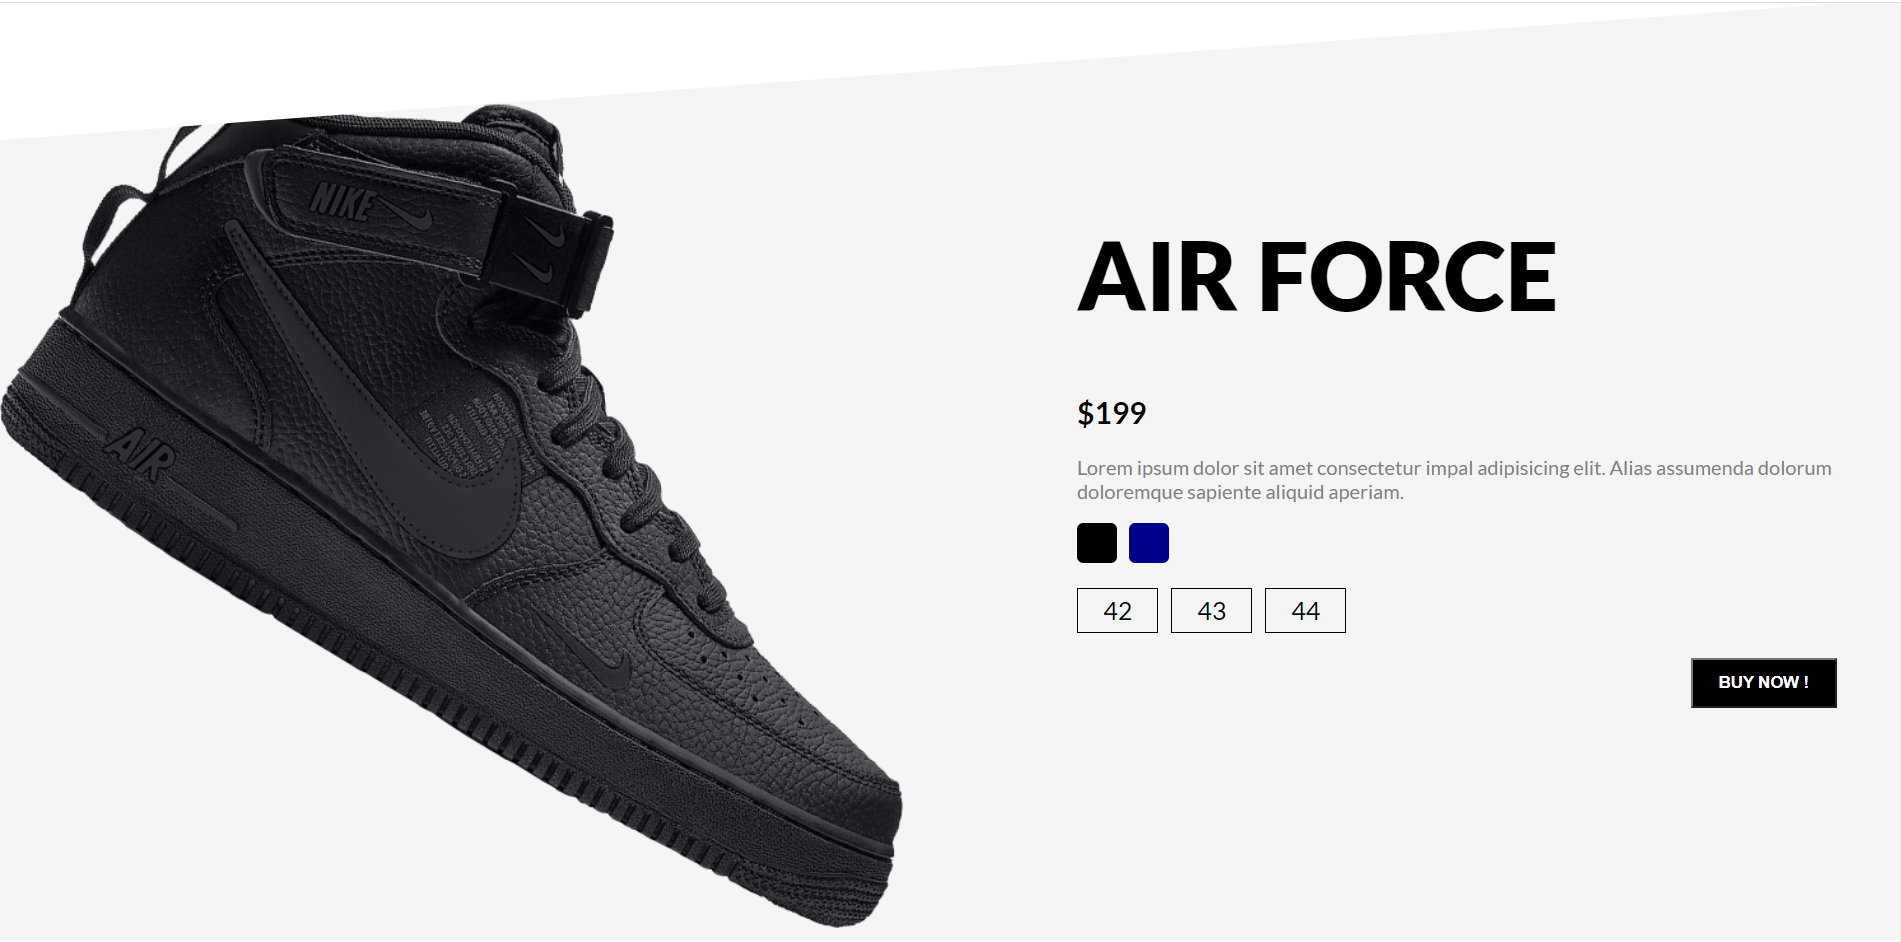 NIKE
AIR
AIR FORCE
$199
Lorem ipsum dolor sit amet consectetur impal adipisicing elit. Alias assumenda dolorum
doloremque sapiente aliquid aperiam.
42
43
44
BUY NOW !